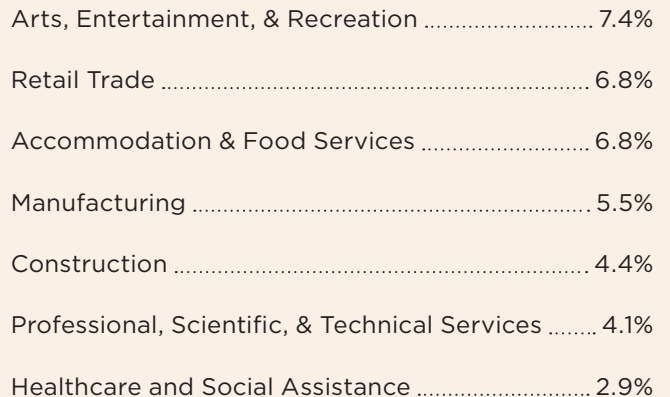 Arts, Entertainment, & Recreation ........................ 7.4%
Retail Trade ........................ 6.8%
Accommodation & Food Services ........................ 6.8%
Manufacturing ........................ 5.5%
Construction ........................ 4.4%
Professional, Scientific, & Technical Services ....... 4.1%
Healthcare and Social Assistance ........................ 2.9%